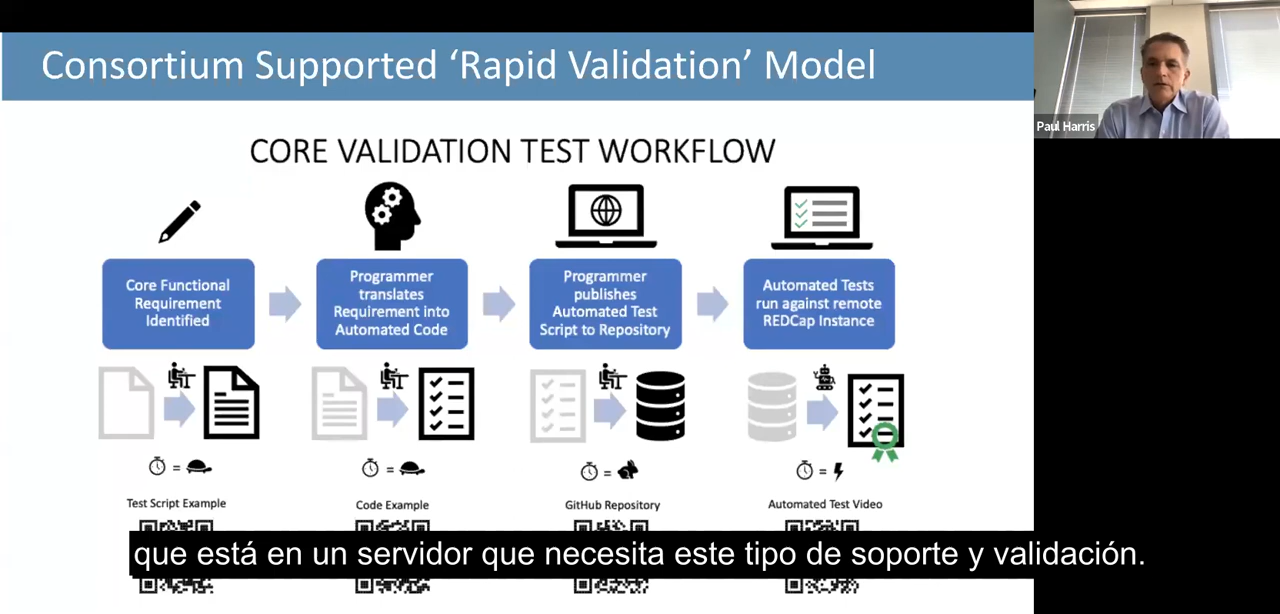 Consortium Supported ‘Rapid Validation’ Model
Paul Harris
CORE VALIDATION TEST WORKFLOW
Core Functional
Requirement
Identified
Programmer
translates
Requirement into
Automated Code
Programmer
publishes
Automated Test
Script to Repository
Automated Tests
run against remote
REDCap Instance
=
=
=
=
Test Script Example
Code Example
GitHub Repository
Automated Test Video
que está en un servidor que necesita este tipo de soporte y validación.